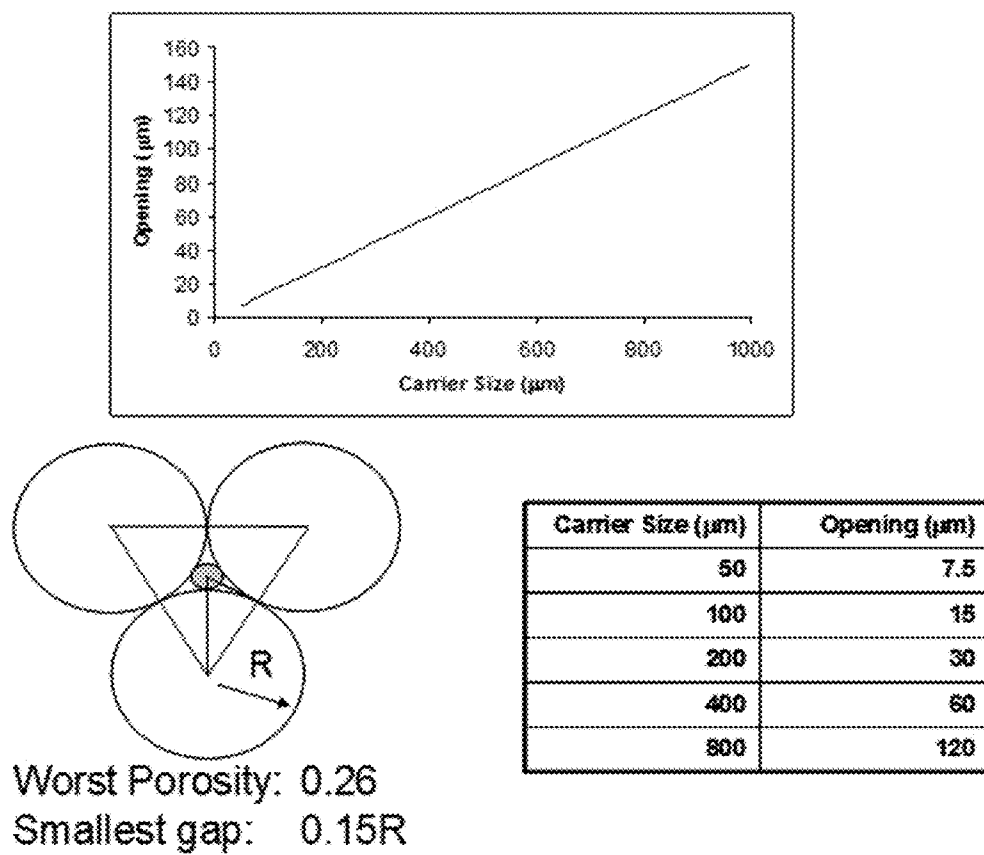 160
140
120
100
80
60
40
20
0
Opening (µm)
0 200 400 600 800 1000
Carrier Size (µm)
R
Worst Porosity: 0.26
Smallest gap: 0.15R
Carrier Size (µm) Opening (µm)
50 7.5
100 15
200 30
400 60
800 120